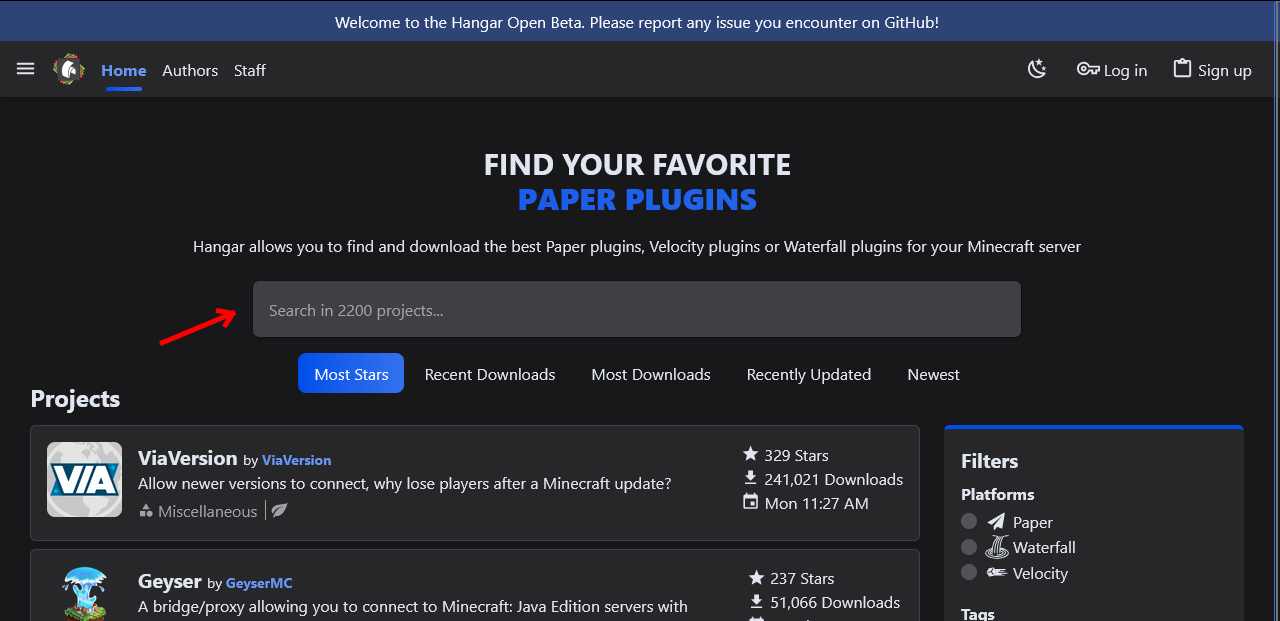 Welcome to the Hangar Open Beta. Please report any issue you encounter on GitHub!
Home Authors Staff Log in Sign up
FIND YOUR FAVORITE
PAPER PLUGINS
Hangar allows you to find and download the best Paper plugins, Velocity plugins or Waterfall plugins for your Minecraft server
Search in 2200 projects...
Most Stars Recent Downloads Most Downloads Recently Updated Newest
Projects
VIA
ViaVersion by ViaVersion
Allow newer versions to connect, why lose players after a Minecraft update?
Miscellaneous
329 Stars
241,021 Downloads
Mon 11:27 AM
Geyser by GeyserMC
A bridge/proxy allowing you to connect to Minecraft: Java Edition servers with
237 Stars
51,066 Downloads
Filters
Platforms
Paper
Waterfall
Velocity
Tags